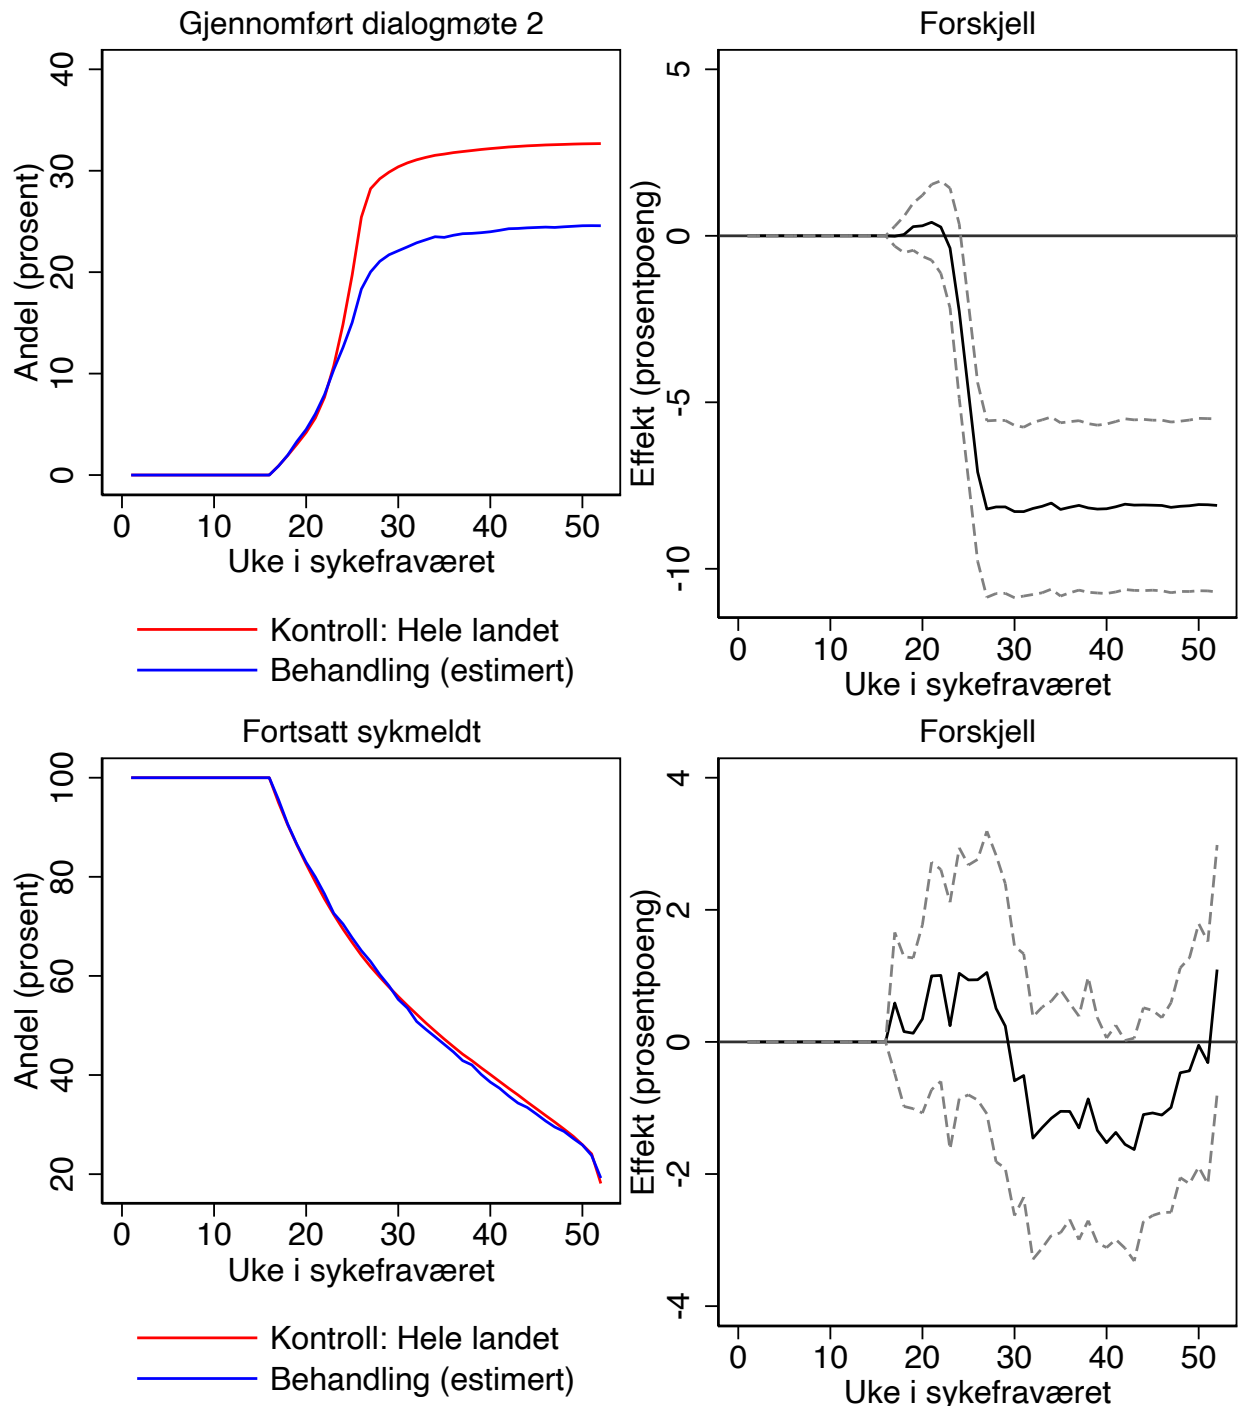 Gjennomført dialogmøte 2
Andel (prosent)
40
30
20
10
0
0 10 20 30 40 50
Uke i sykefraværet
Kontroll: Hele landet
Behandling (estimert)
Forskjell
Effekt (prosentpoeng)
5
0
-5
-10
0 10 20 30 40 50
Uke i sykefraværet
Fortsatt sykmeldt
Andel (prosent)
100
80
60
40
20
0 10 20 30 40 50
Uke i sykefraværet
Kontroll: Hele landet
Behandling (estimert)
Forskjell
Effekt (prosentpoeng)
4
2
0
-2
-4
0 10 20 30 40 50
Uke i sykefraværet